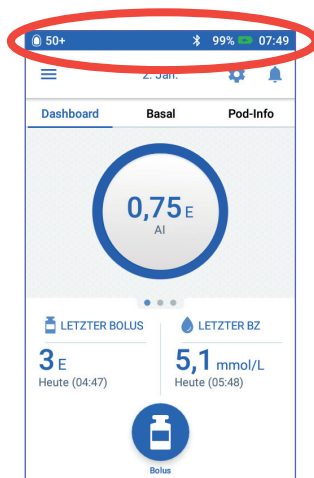 50+ 99% 07:49
2. Jan.
Dashboard Basal Pod-Info
0,75 E
AI
LETZTER BOLUS LETZTER BZ
3 E 5,1 mmol/L
Heute (04:47) Heute (05:48)
Bolus